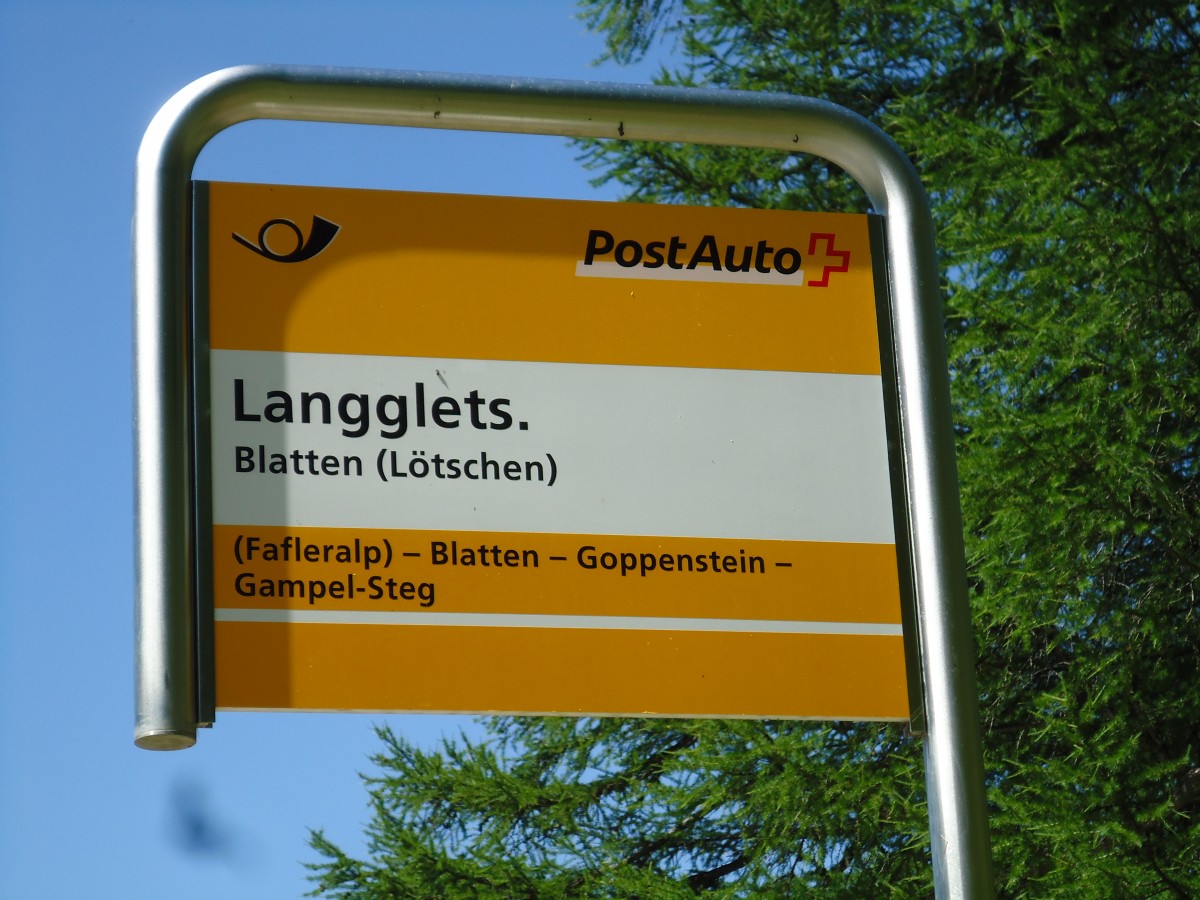 PostAuto
Langglets.
Blatten (Lötschen)
(Fafleralp) – Blatten – Goppenstein –
Gampel-Steg